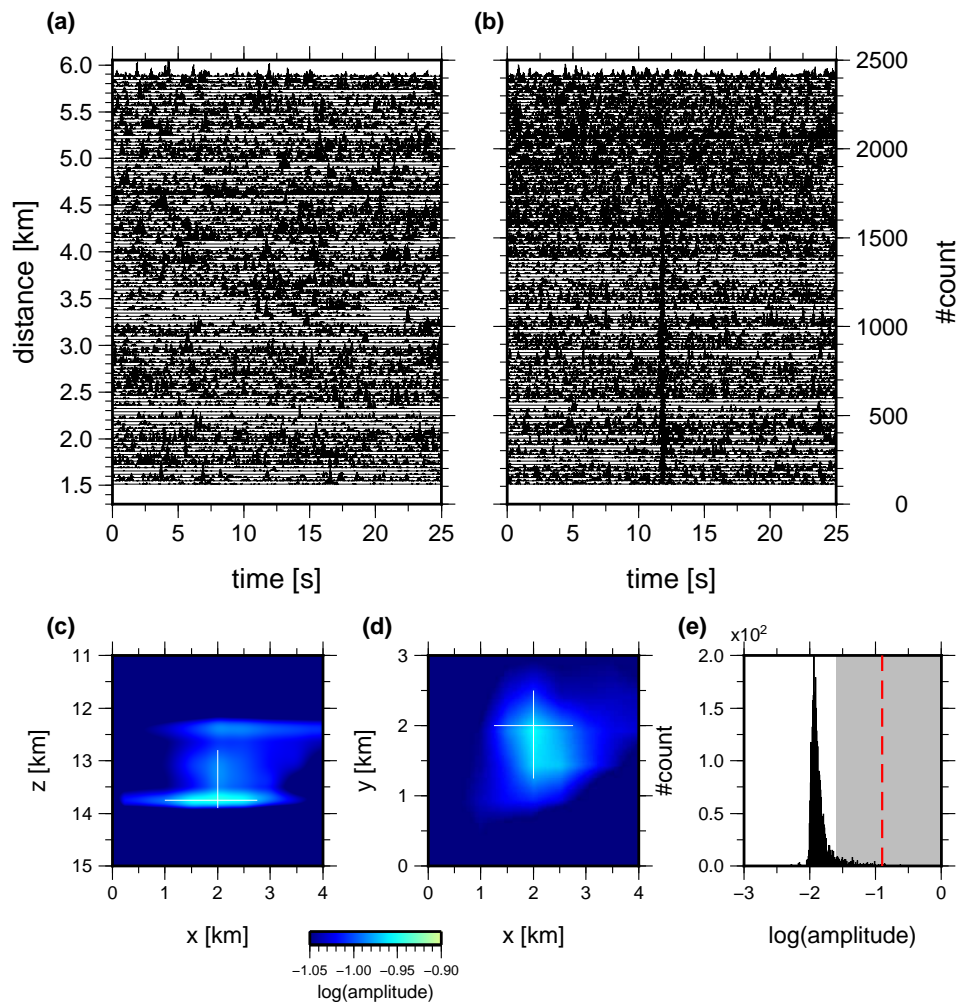 (a)
(b)
6.0
5.5
5.0
4.5
4.0
3.5
3.0
2.5
2.0
1.5
distance [km]
0 5 10 15 20 25
time [s]
0 5 10 15 20 25
time [s]
2500
2000
1500
1000
500
0
#count
(c)
11
12
13
14
15
z [km]
0 1 2 3 4
x [km]
(d)
3
2
1
0
y [km]
0 1 2 3 4
x [km]
−1.05 −1.00 −0.95 −0.90
log(amplitude)
(e)
x10²
2.0
1.5
1.0
0.5
0.0
#count
−3 −2 −1 0
log(amplitude)